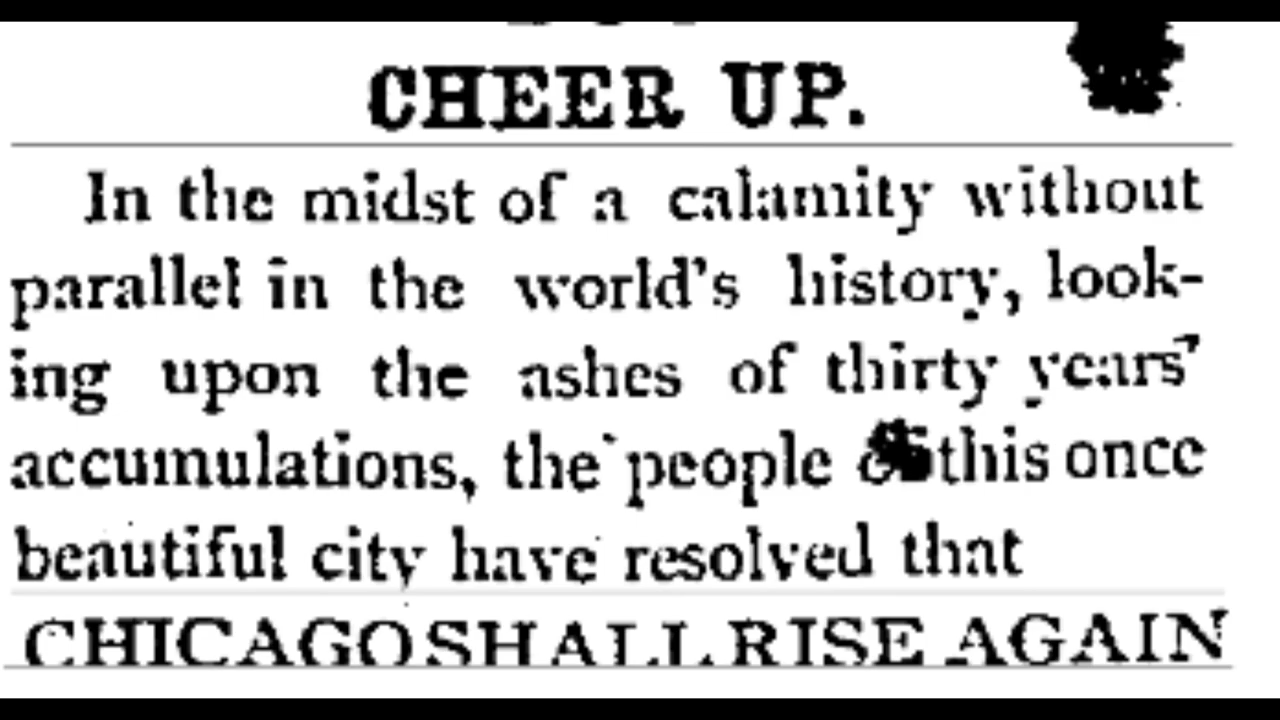 CHEER UP.
In the midst of a calamity without
parallel in the world's history, look-
ing upon the ashes of thirty years'
accumulations, the people this once
beautiful city have resolved that
CHICAGO SHALL RISE AGAIN